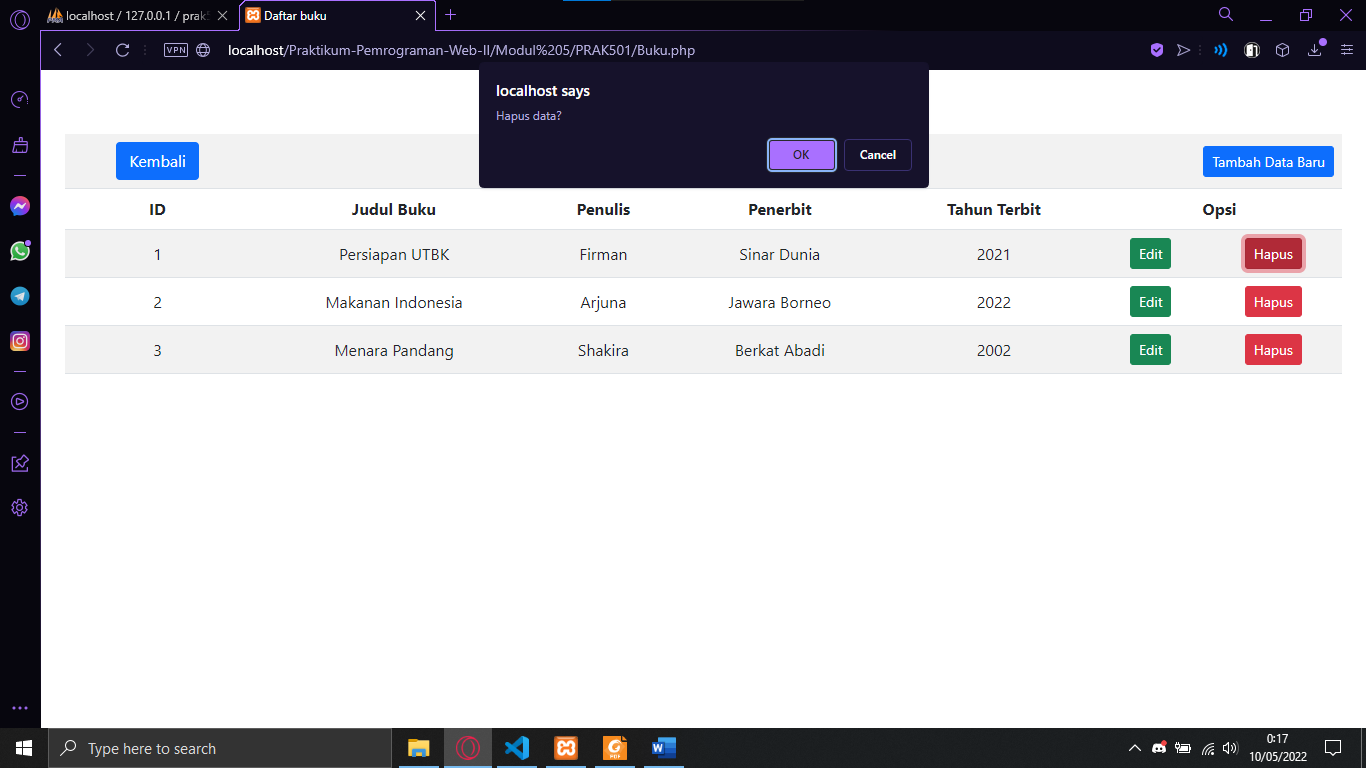 localhost / 127.0.0.1 / prak5
Daftar buku
VPN
localhost/Praktikum-Pemrograman-Web-II/Modul%205/PRAK501/Buku.php
localhost says
Hapus data?
OK Cancel
Kembali Tambah Data Baru
ID Judul Buku Penulis Penerbit Tahun Terbit Opsi
1 Persiapan UTBK Firman Sinar Dunia 2021 Edit Hapus
2 Makanan Indonesia Arjuna Jawara Borneo 2022 Edit Hapus
3 Menara Pandang Shakira Berkat Abadi 2002 Edit Hapus
Type here to search
PDF
W
0:17
10/05/2022